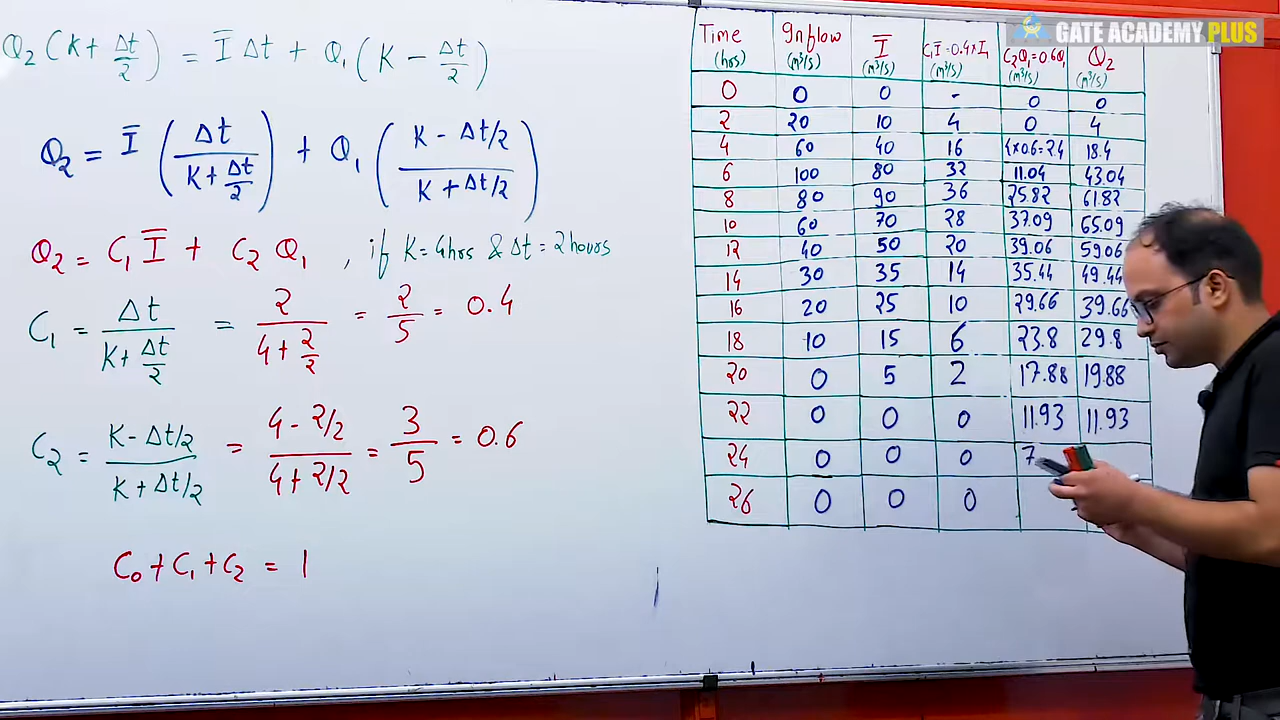 GATE ACADEMY PLUS
Q₂(K + Δt/2) = Ī Δt + Q₁(K − Δt/2)
Q₂ = Ī (Δt / (K + Δt/2)) + Q₁ ((K − Δt/2) / (K + Δt/2))
Q₂ = C₁ Ī + C₂ Q₁ , if K = 4hrs & Δt = 2 hours
C₁ = Δt / (K + Δt/2) = 2 / (4 + 2/2) = 2/5 = 0.4
C₂ = (K − Δt/2) / (K + Δt/2) = (4 − 2/2) / (4 + 2/2) = 3/5 = 0.6
C₀ + C₁ + C₂ = 1
Time (hrs) Inflow (m³/s) Ī (m³/s) C₁Ī = 0.4×I₁ (m³/s) C₂Q₁ = 0.6Q₁ (m³/s) Q₂ (m³/s)
0 0 0 - 0 0
2 20 10 4 0 4
4 60 40 16 4×0.6=2.4 18.4
6 100 80 32 11.04 43.04
8 80 90 36 25.82 61.82
10 60 70 28 37.09 65.09
12 40 50 20 39.06 59.06
14 30 35 14 35.44 49.44
16 20 25 10 29.66 39.66
18 10 15 6 23.8 29.8
20 0 5 2 17.88 19.88
22 0 0 0 11.93 11.93
24 0 0 0 7
26 0 0 0